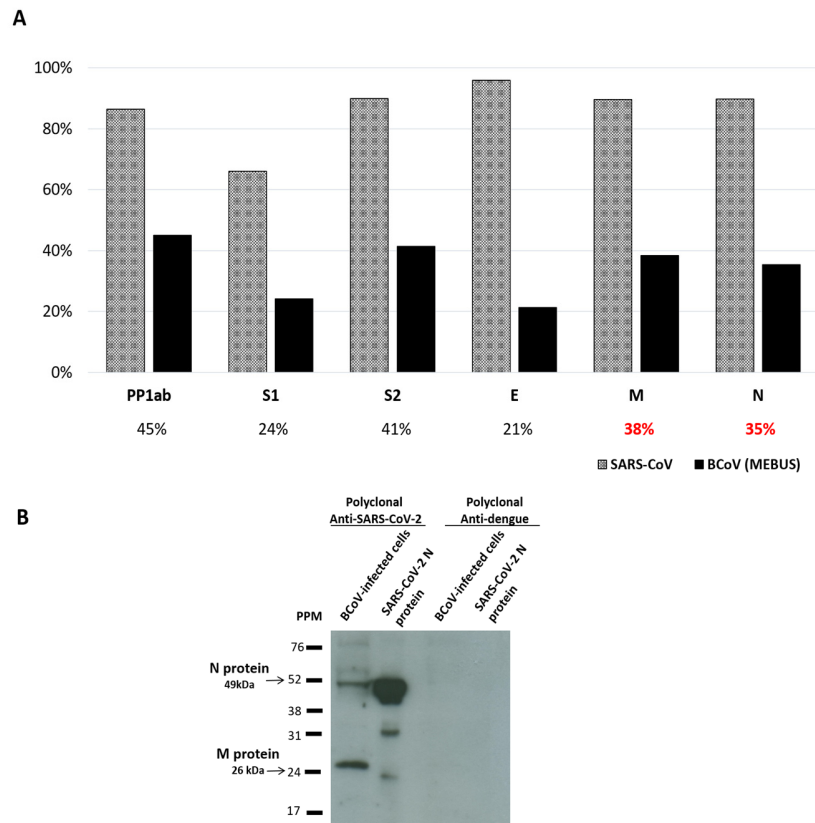 A
100%
80%
60%
40%
20%
0%
PP1ab S1 S2 E M N
45% 24% 41% 21% 38% 35%
SARS-CoV BCoV (MEBUS)
B
Polyclonal
Anti-SARS-CoV-2
Polyclonal
Anti-dengue
BCoV-infected cells
SARS-CoV-2 N
protein
BCoV-infected cells
SARS-CoV-2 N
protein
PPM
76
N protein
49kDa
52
38
31
M protein
26 kDa
24
17